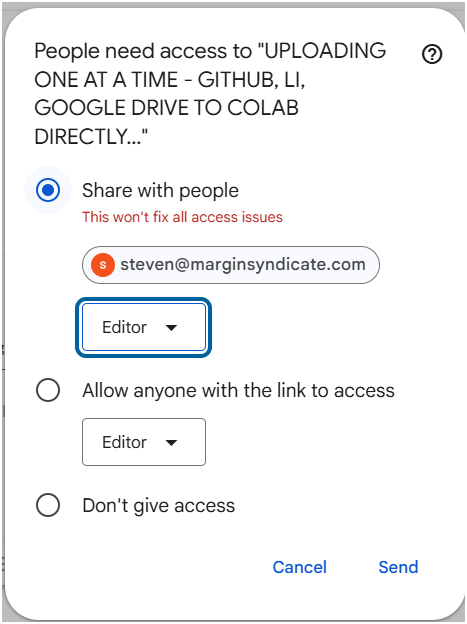 People need access to "UPLOADING
ONE AT A TIME - GITHUB, LI,
GOOGLE DRIVE TO COLAB
DIRECTLY..."
Share with people
This won't fix all access issues
s
steven@marginsyndicate.com
Editor
Allow anyone with the link to access
Editor
Don't give access
Cancel
Send